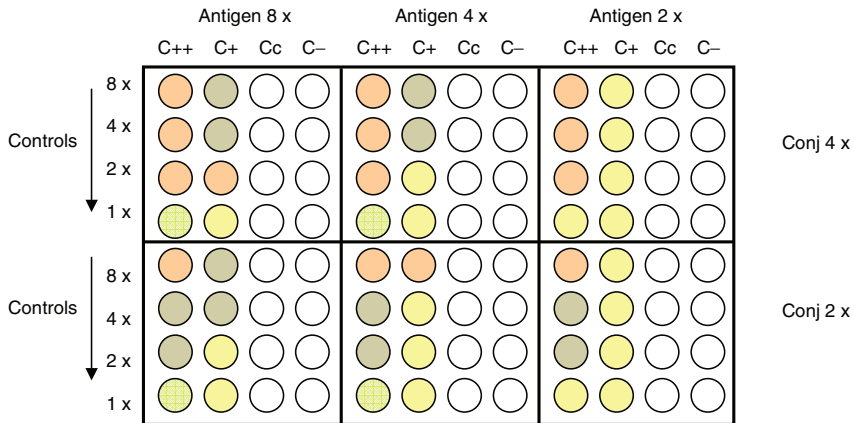 Antigen 8 x Antigen 4 x Antigen 2 x
C++ C+ Cc C– C++ C+ Cc C– C++ C+ Cc C–
8 x
4 x
Controls Conj 4 x
2 x
1 x
8 x
Controls Conj 2 x
4 x
2 x
1 x